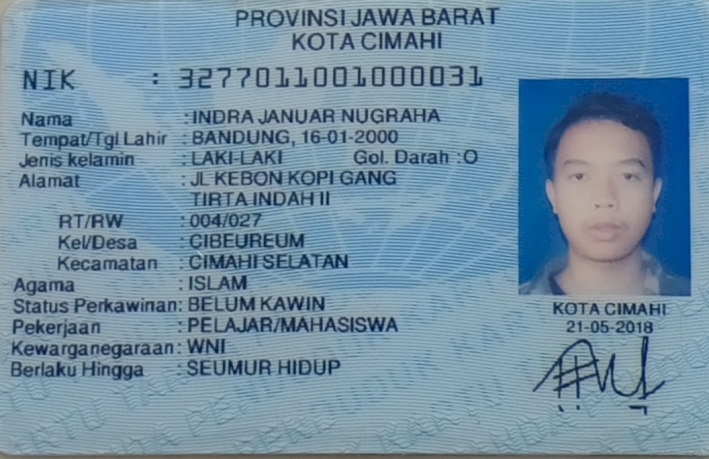 PROVINSI JAWA BARAT
KOTA CIMAHI
NIK : 3277011001000031
Nama : INDRA JANUAR NUGRAHA
Tempat/Tgl Lahir : BANDUNG, 16-01-2000
Jenis kelamin : LAKI-LAKI Gol. Darah : O
Alamat : JL KEBON KOPI GANG
TIRTA INDAH II
RT/RW : 004/027
Kel/Desa : CIBEUREUM
Kecamatan : CIMAHI SELATAN
Agama : ISLAM
Status Perkawinan: BELUM KAWIN
Pekerjaan : PELAJAR/MAHASISWA
Kewarganegaraan: WNI
Berlaku Hingga : SEUMUR HIDUP
KOTA CIMAHI
21-05-2018